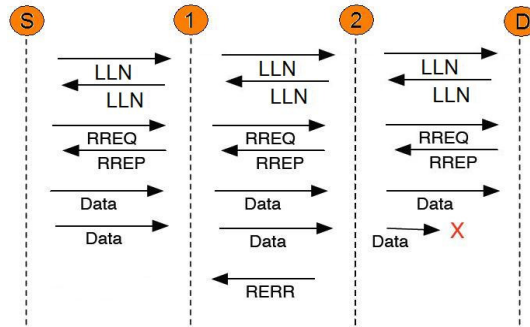 S 1 2 D
LLN LLN LLN
LLN LLN LLN
RREQ RREQ RREQ
RREP RREP RREP
Data Data Data
Data Data Data X
RERR